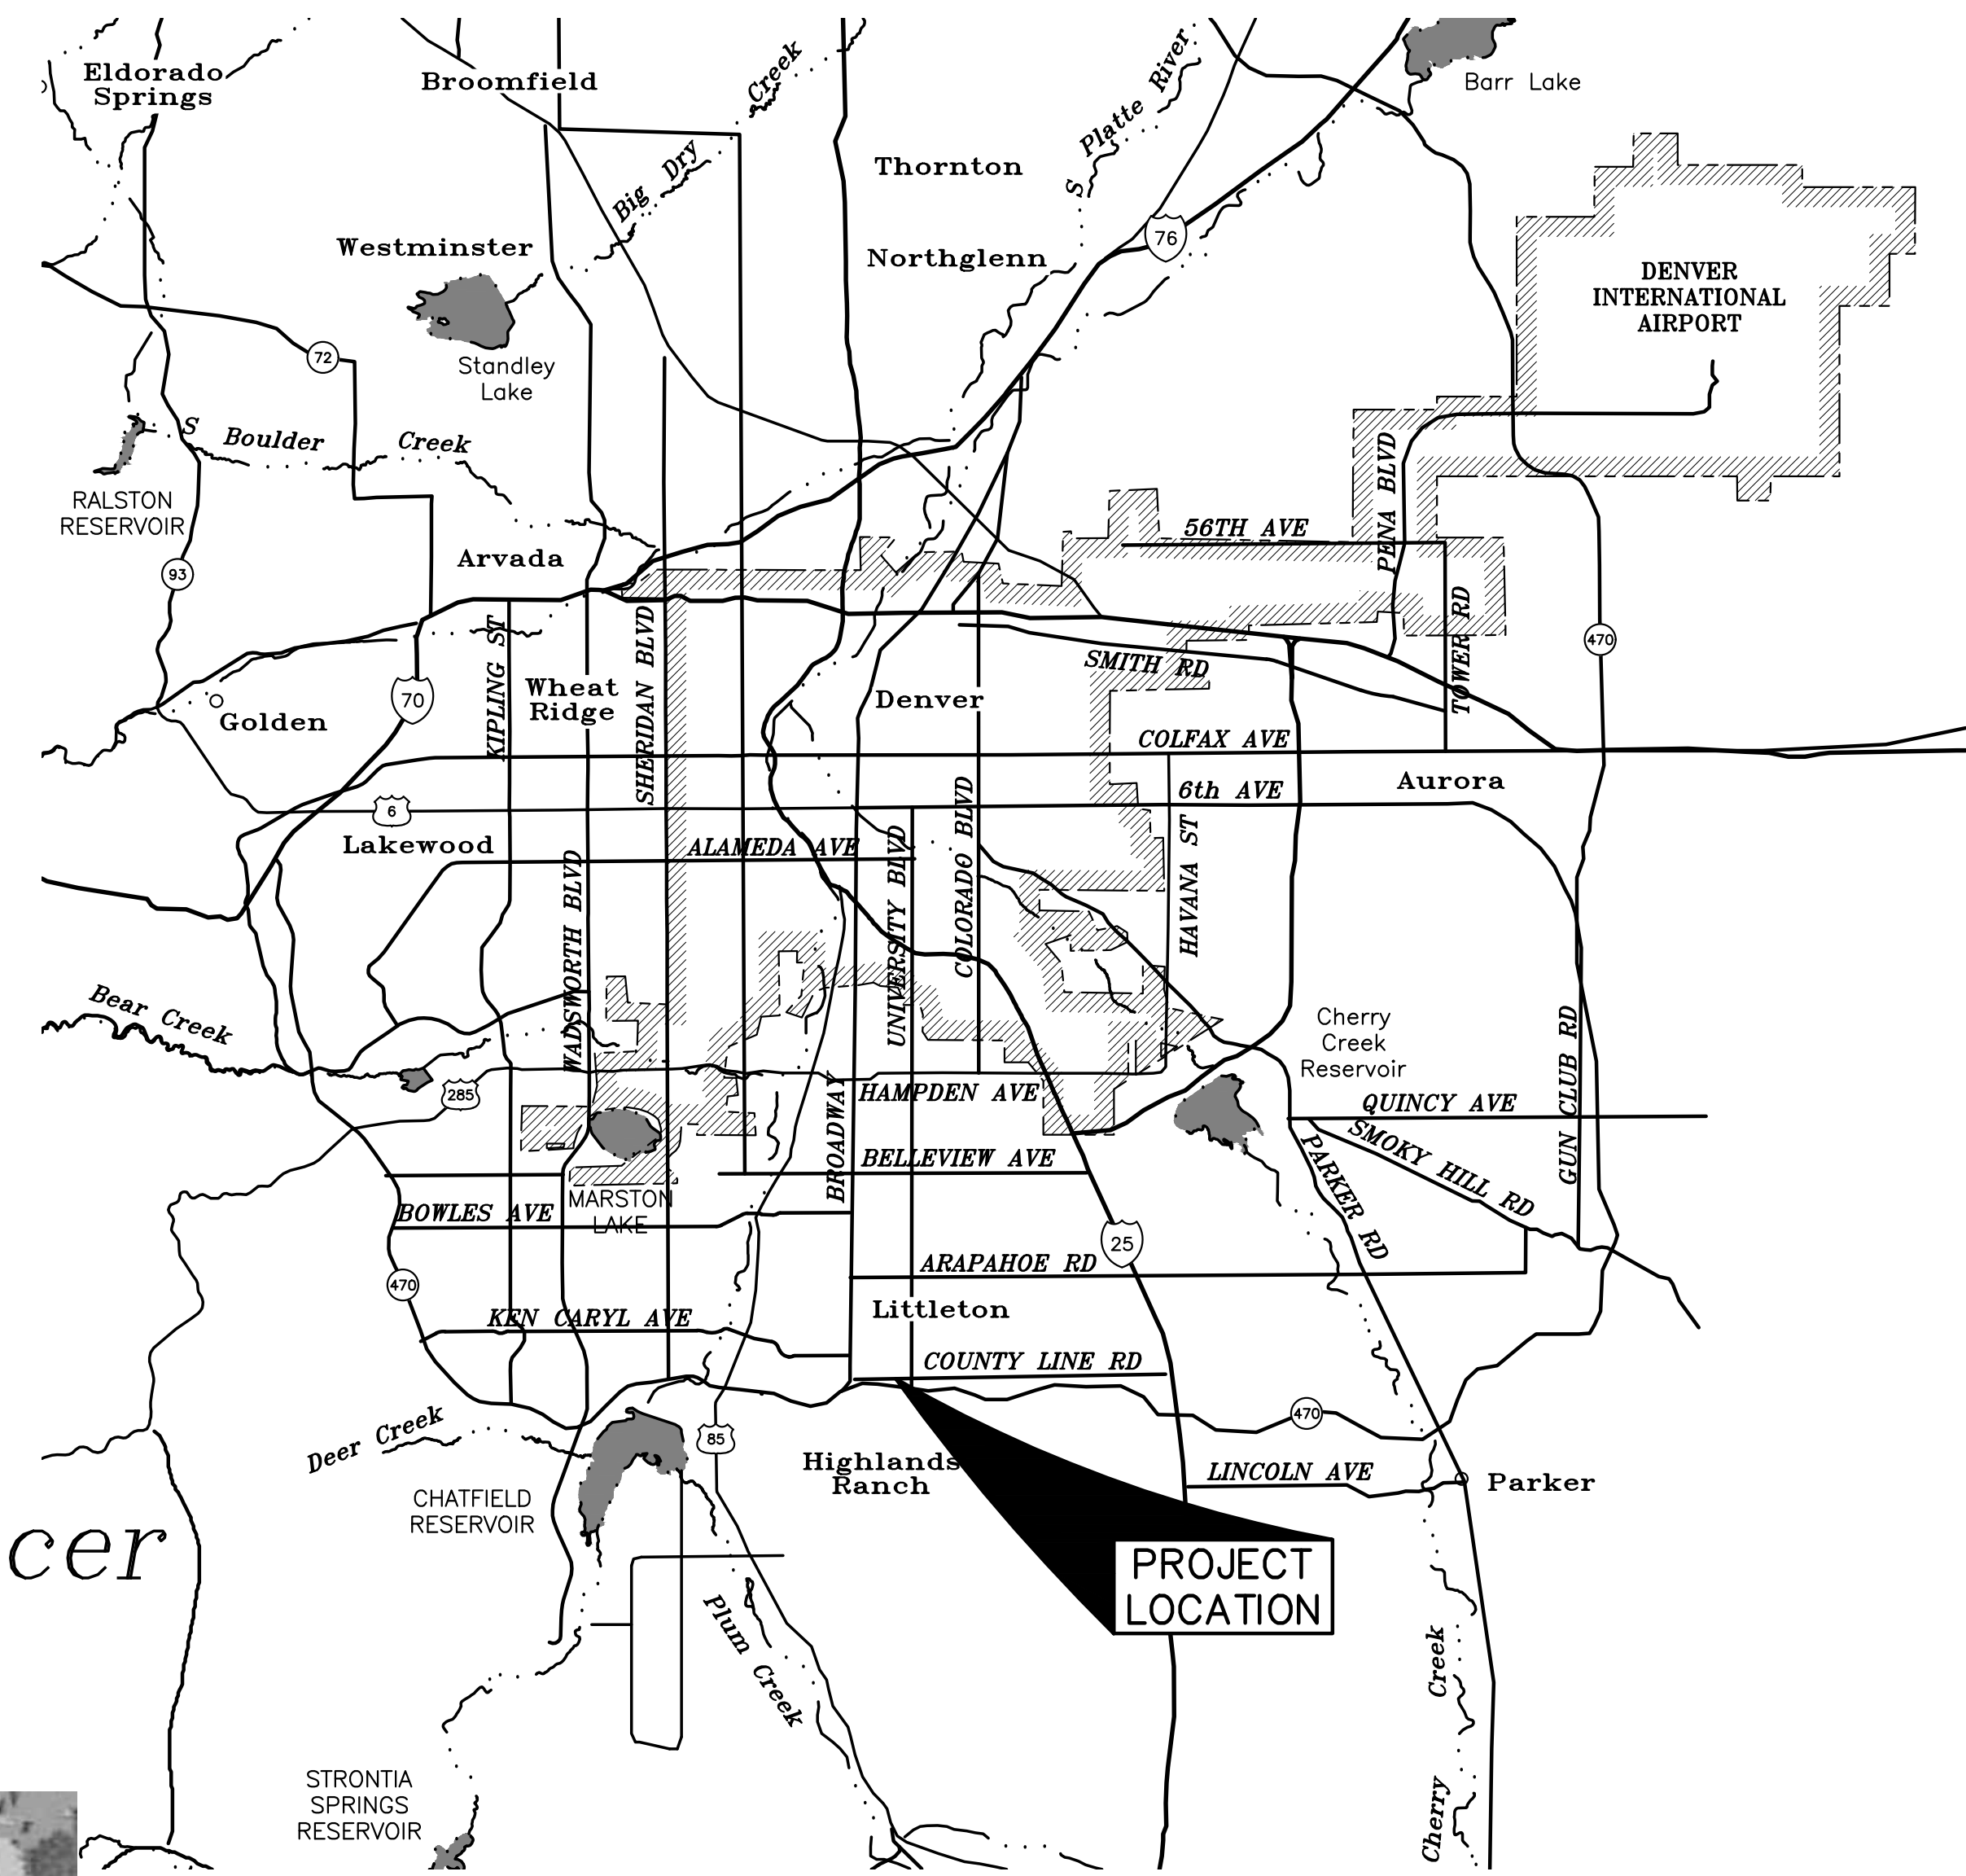 Eldorado
Springs
Broomfield
Creek
S Platte River
Barr Lake
Thornton
Big Dry
Westminster
Northglenn
76
DENVER
INTERNATIONAL
AIRPORT
72
Standley
Lake
S Boulder Creek
RALSTON
RESERVOIR
PENA BLVD
56TH AVE
Arvada
93
KIPLING ST
SHERIDAN BLVD
TOWER RD
470
SMITH RD
Wheat
Ridge
70
Denver
Golden
COLFAX AVE
Aurora
6th AVE
6
Lakewood
ALAMEDA AVE
WADSWORTH BLVD
UNIVERSITY BLVD
COLORADO BLVD
HAVANA ST
Bear Creek
Cherry
Creek
Reservoir
GUN CLUB RD
285
HAMPDEN AVE
QUINCY AVE
BROADWAY
SMOKY HILL RD
PARKER RD
BELLEVIEW AVE
MARSTON
LAKE
BOWLES AVE
25
ARAPAHOE RD
470
Littleton
KEN CARYL AVE
COUNTY LINE RD
470
Deer Creek
85
Highlands
Ranch
LINCOLN AVE
Parker
CHATFIELD
RESERVOIR
cer
PROJECT
LOCATION
Plum Creek
Cherry Creek
STRONTIA
SPRINGS
RESERVOIR